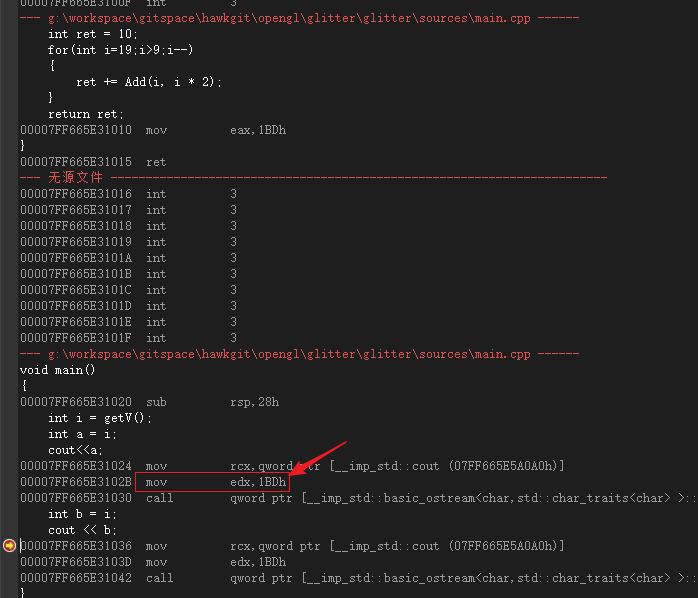 00007FF665E3100F  int         3
--- g:\workspace\gitspace\hawkgit\opengl\glitter\glitter\sources\main.cpp ------
    int ret = 10;
    for(int i=19;i>9;i--)
    {
        ret += Add(i, i * 2);
    }
    return ret;
00007FF665E31010  mov         eax,1BDh
}
00007FF665E31015  ret
--- 无源文件 -----------------------------------------------------------------------
00007FF665E31016  int         3
00007FF665E31017  int         3
00007FF665E31018  int         3
00007FF665E31019  int         3
00007FF665E3101A  int         3
00007FF665E3101B  int         3
00007FF665E3101C  int         3
00007FF665E3101D  int         3
00007FF665E3101E  int         3
00007FF665E3101F  int         3
--- g:\workspace\gitspace\hawkgit\opengl\glitter\glitter\sources\main.cpp ------
void main()
{
00007FF665E31020  sub         rsp,28h
    int i = getV();
    int a = i;
    cout<<a;
00007FF665E31024  mov         rcx,qword ptr [__imp_std::cout (07FF665E5A0A0h)]
00007FF665E3102B  mov         edx,1BDh
00007FF665E31030  call        qword ptr [__imp_std::basic_ostream<char,std::char_traits<char> >::
    int b = i;
    cout << b;
00007FF665E31036  mov         rcx,qword ptr [__imp_std::cout (07FF665E5A0A0h)]
00007FF665E3103D  mov         edx,1BDh
00007FF665E31042  call        qword ptr [__imp_std::basic_ostream<char,std::char_traits<char> >::
}